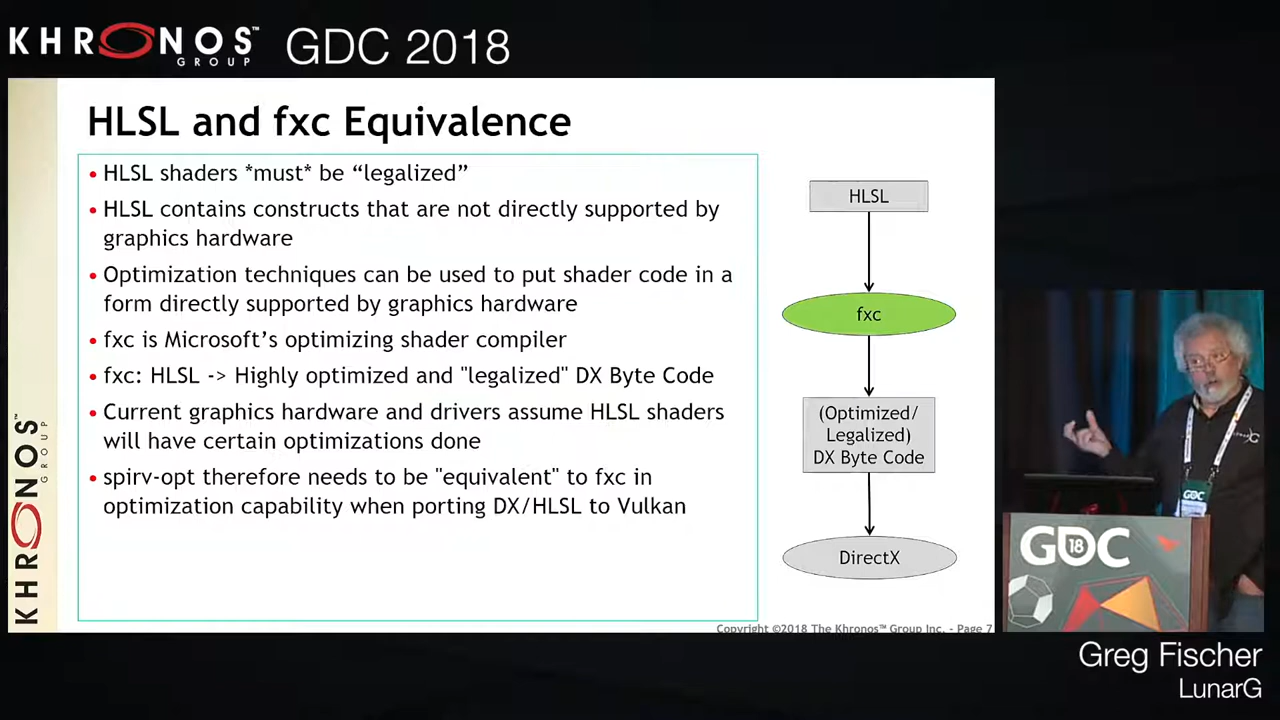 KHRONOS™
GROUP
GDC 2018
HLSL and fxc Equivalence
• HLSL shaders *must* be “legalized”
• HLSL contains constructs that are not directly supported by
graphics hardware
• Optimization techniques can be used to put shader code in a
form directly supported by graphics hardware
• fxc is Microsoft’s optimizing shader compiler
• fxc: HLSL -> Highly optimized and "legalized" DX Byte Code
• Current graphics hardware and drivers assume HLSL shaders
will have certain optimizations done
• spirv-opt therefore needs to be "equivalent" to fxc in
optimization capability when porting DX/HLSL to Vulkan
HLSL
fxc
(Optimized/
Legalized)
DX Byte Code
DirectX
KHRONOS™
GROUP
Copyright ©2018 The Khronos™ Group Inc. - Page 7
GDC
GDC
18
Greg Fischer
LunarG